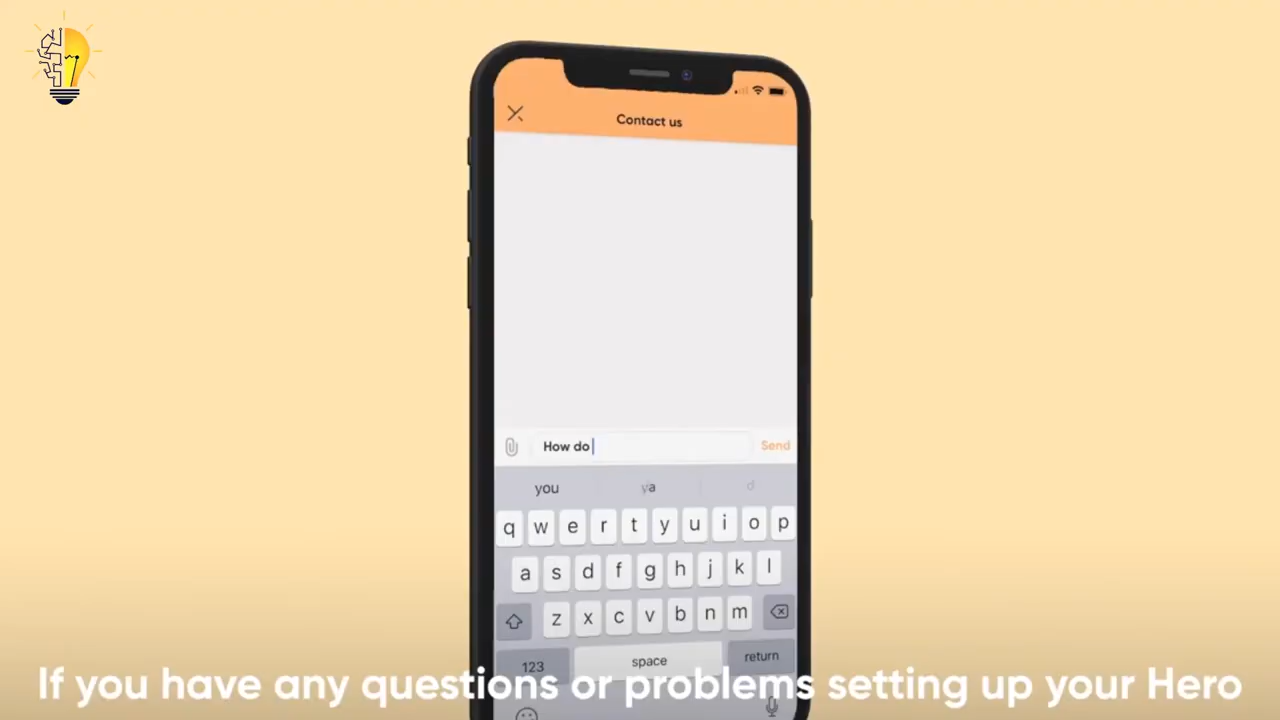 Contact us
How do
Send
you ya d
q w e r t y u i o p
a s d f g h j k l
z x c v b n m
123 space return
If you have any questions or problems setting up your Hero